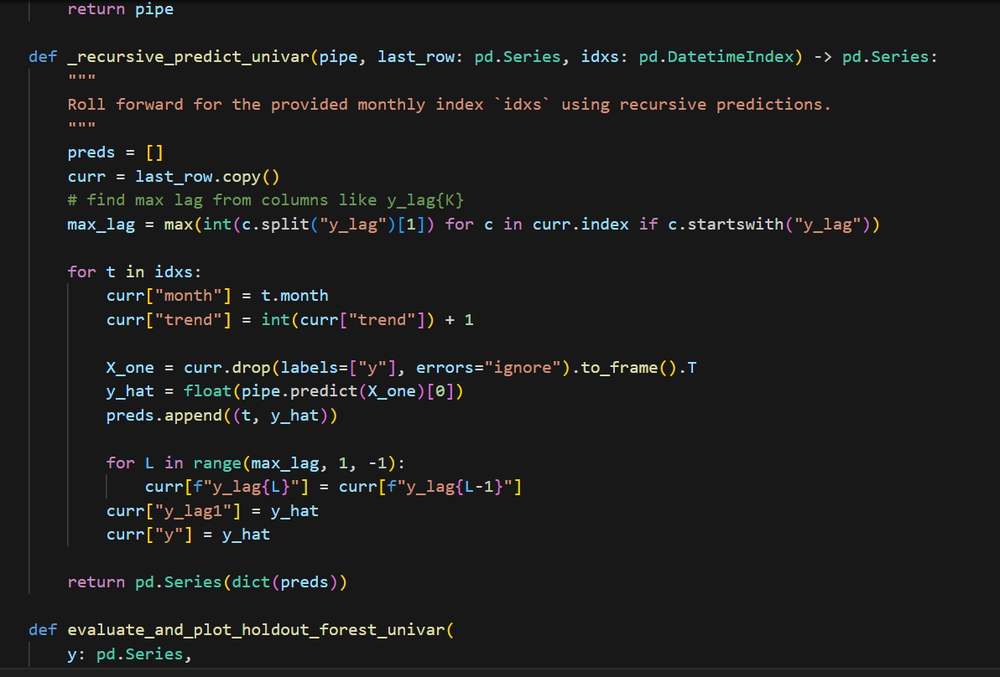 return pipe
def _recursive_predict_univar(pipe, last_row: pd.Series, idxs: pd.DatetimeIndex) -> pd.Series:
"""
Roll forward for the provided monthly index `idxs` using recursive predictions.
"""
preds = []
curr = last_row.copy()
# find max lag from columns like y_lag{K}
max_lag = max(int(c.split("y_lag")[1]) for c in curr.index if c.startswith("y_lag"))
for t in idxs:
curr["month"] = t.month
curr["trend"] = int(curr["trend"]) + 1
X_one = curr.drop(labels=["y"], errors="ignore").to_frame().T
y_hat = float(pipe.predict(X_one)[0])
preds.append((t, y_hat))
for L in range(max_lag, 1, -1):
curr[f"y_lag{L}"] = curr[f"y_lag{L-1}"]
curr["y_lag1"] = y_hat
curr["y"] = y_hat
return pd.Series(dict(preds))
def evaluate_and_plot_holdout_forest_univar(
y: pd.Series,